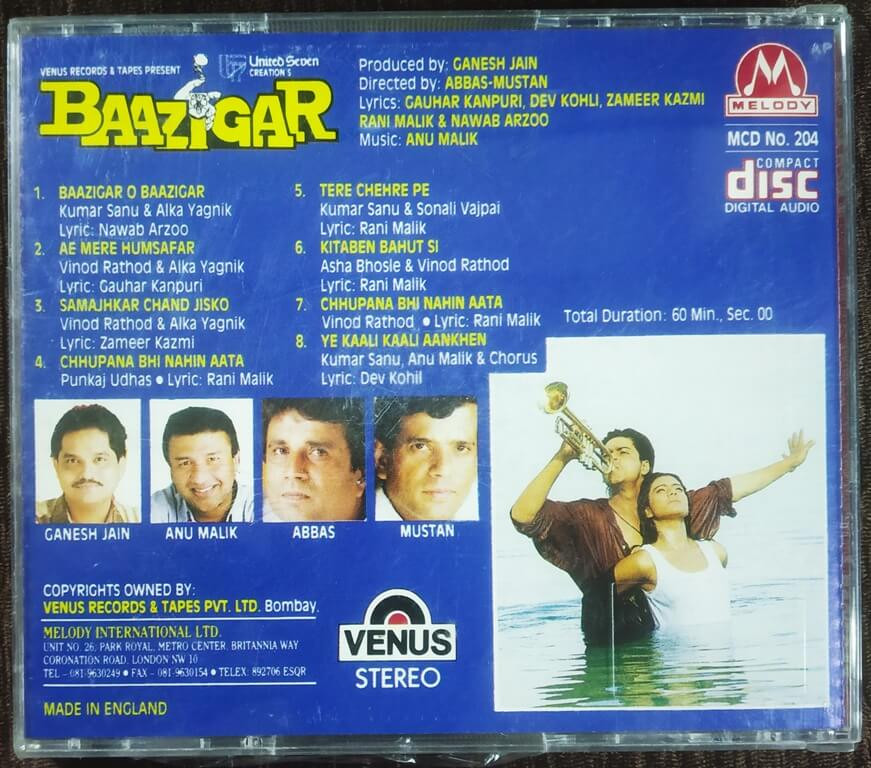 VENUS RECORDS & TAPES PRESENT
United Seven
CREATION S
BAAZIGAR
Produced by: GANESH JAIN
Directed by: ABBAS-MUSTAN
Lyrics: GAUHAR KANPURI, DEV KOHLI, ZAMEER KAZMI
RANI MALIK & NAWAB ARZOO
Music: ANU MALIK
AP
M
MELODY
MCD No. 204
COMPACT
disc
DIGITAL AUDIO
1. BAAZIGAR O BAAZIGAR
Kumar Sanu & Alka Yagnik
Lyric: Nawab Arzoo
2. AE MERE HUMSAFAR
Vinod Rathod & Alka Yagnik
Lyric: Gauhar Kanpuri
3. SAMAJHKAR CHAND JISKO
Vinod Rathod & Alka Yagnik
Lyric: Zameer Kazmi
4. CHHUPANA BHI NAHIN AATA
Punkaj Udhas • Lyric: Rani Malik
5. TERE CHEHRE PE
Kumar Sanu & Sonali Vajpai
Lyric: Rani Malik
6. KITABEN BAHUT SI
Asha Bhosle & Vinod Rathod
Lyric: Rani Malik
7. CHHUPANA BHI NAHIN AATA
Vinod Rathod • Lyric: Rani Malik
8. YE KAALI KAALI AANKHEN
Kumar Sanu, Anu Malik & Chorus
Lyric: Dev Kohil
Total Duration: 60 Min., Sec. 00
GANESH JAIN
ANU MALIK
ABBAS
MUSTAN
COPYRIGHTS OWNED BY:
VENUS RECORDS & TAPES PVT. LTD. Bombay.
MELODY INTERNATIONAL LTD.
UNIT NO. 26, PARK ROYAL, METRO CENTER, BRITANNIA WAY
CORONATION ROAD, LONDON NW 10
TEL - 081-9630249 • FAX - 081-9630154 • TELEX: 892706 ESQR
MADE IN ENGLAND
VENUS
STEREO